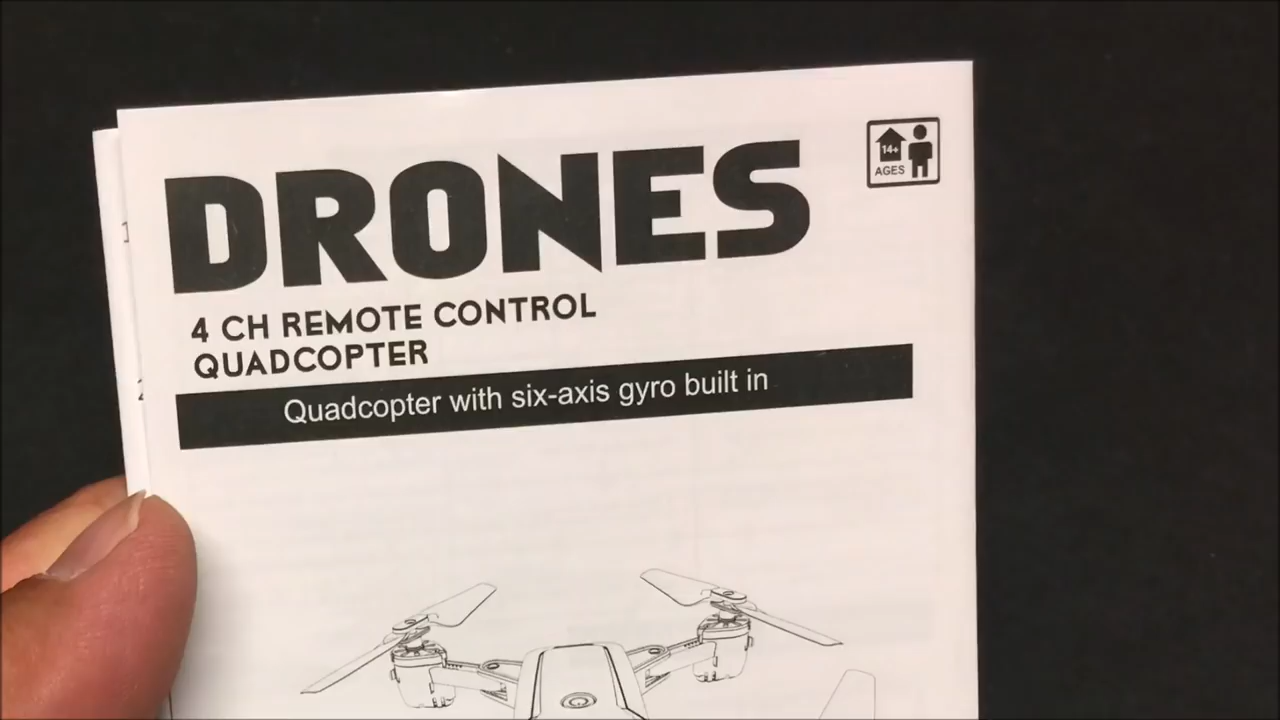 DRONES
14+
AGES
4 CH REMOTE CONTROL
QUADCOPTER
Quadcopter with six-axis gyro built in